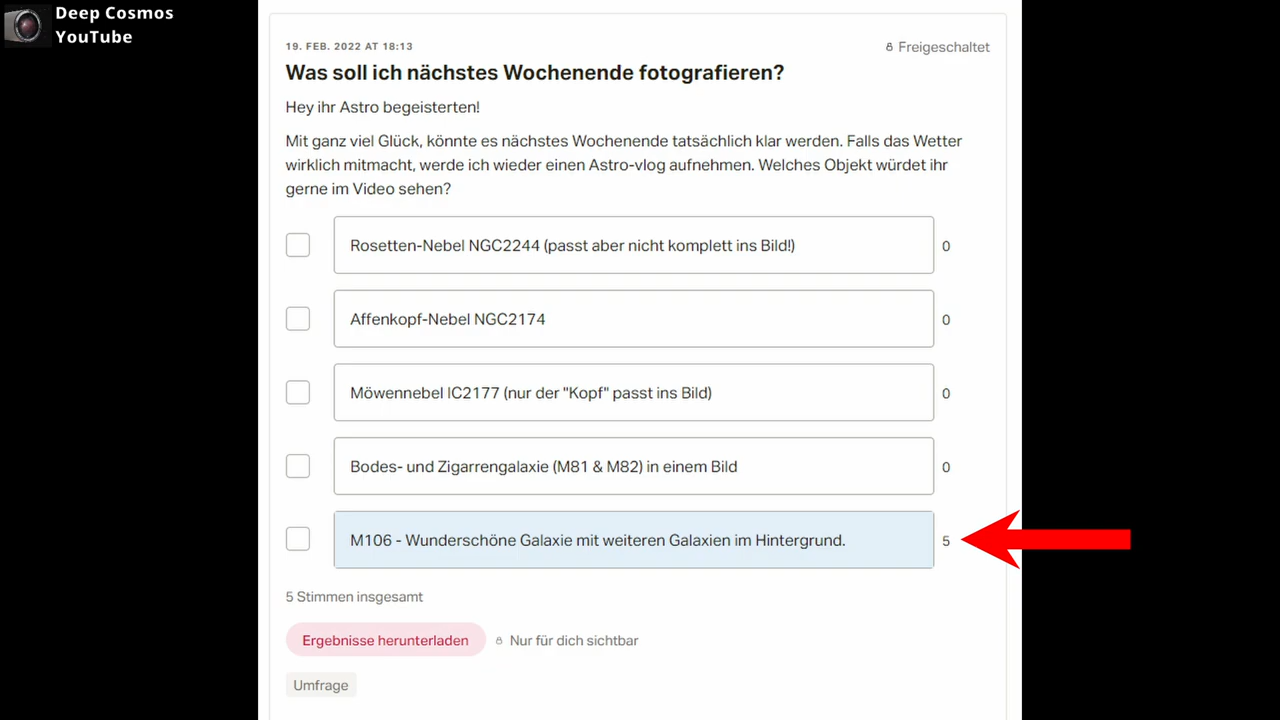 Deep Cosmos
YouTube
19. FEB. 2022 AT 18:13
Freigeschaltet
Was soll ich nächstes Wochenende fotografieren?
Hey ihr Astro begeisterten!
Mit ganz viel Glück, könnte es nächstes Wochenende tatsächlich klar werden. Falls das Wetter
wirklich mitmacht, werde ich wieder einen Astro-vlog aufnehmen. Welches Objekt würdet ihr
gerne im Video sehen?
Rosetten-Nebel NGC2244 (passt aber nicht komplett ins Bild!) 0
Affenkopf-Nebel NGC2174 0
Möwennebel IC2177 (nur der "Kopf" passt ins Bild) 0
Bodes- und Zigarrengalaxie (M81 & M82) in einem Bild 0
M106 - Wunderschöne Galaxie mit weiteren Galaxien im Hintergrund. 5
5 Stimmen insgesamt
Ergebnisse herunterladen Nur für dich sichtbar
Umfrage